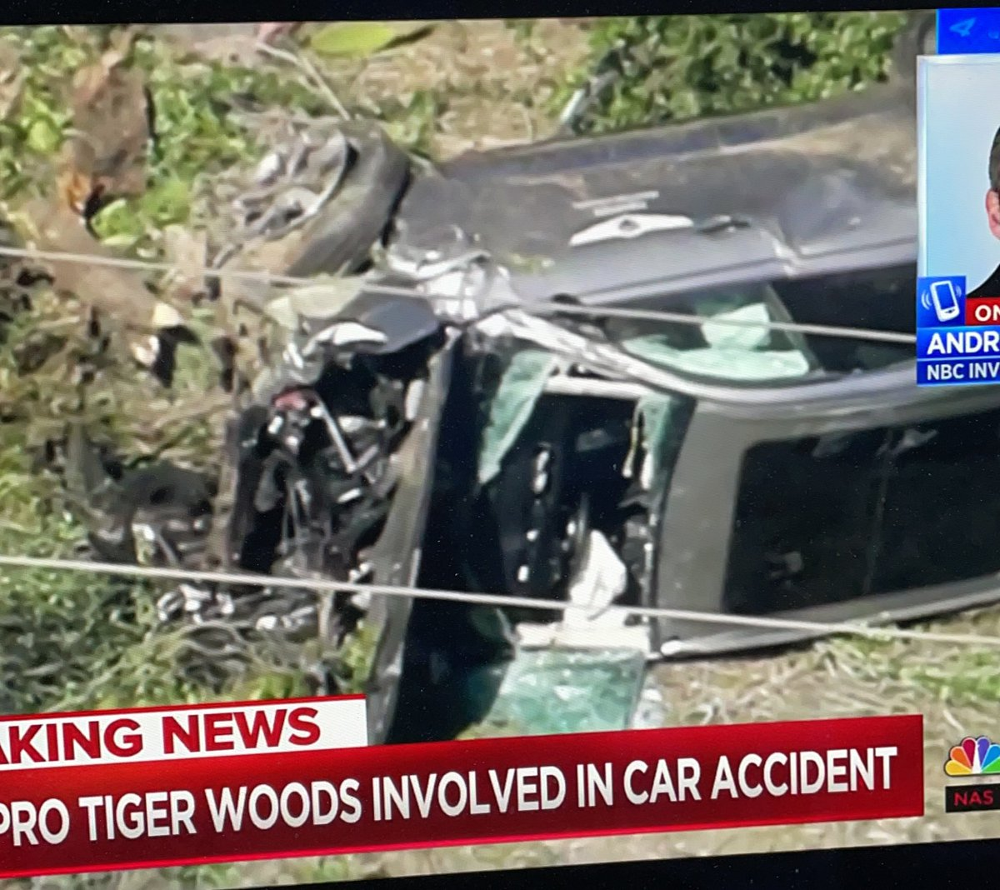 ON
ANDR
NBC INV
AKING NEWS
PRO TIGER WOODS INVOLVED IN CAR ACCIDENT
NAS